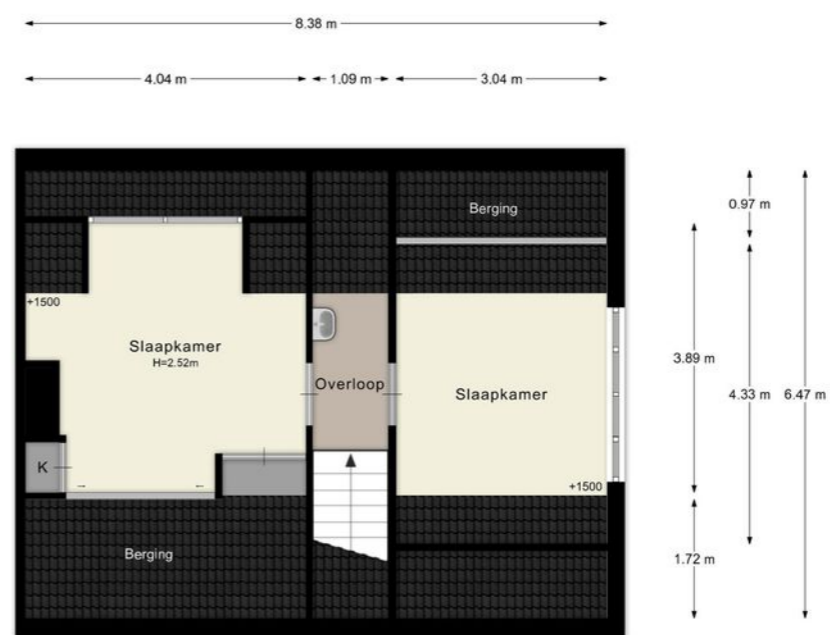 8.38 m
4.04 m
1.09 m
3.04 m
Berging
0.97 m
+1500
Slaapkamer
H=2.52m
Overloop
Slaapkamer
3.89 m
4.33 m
6.47 m
K
+1500
Berging
1.72 m